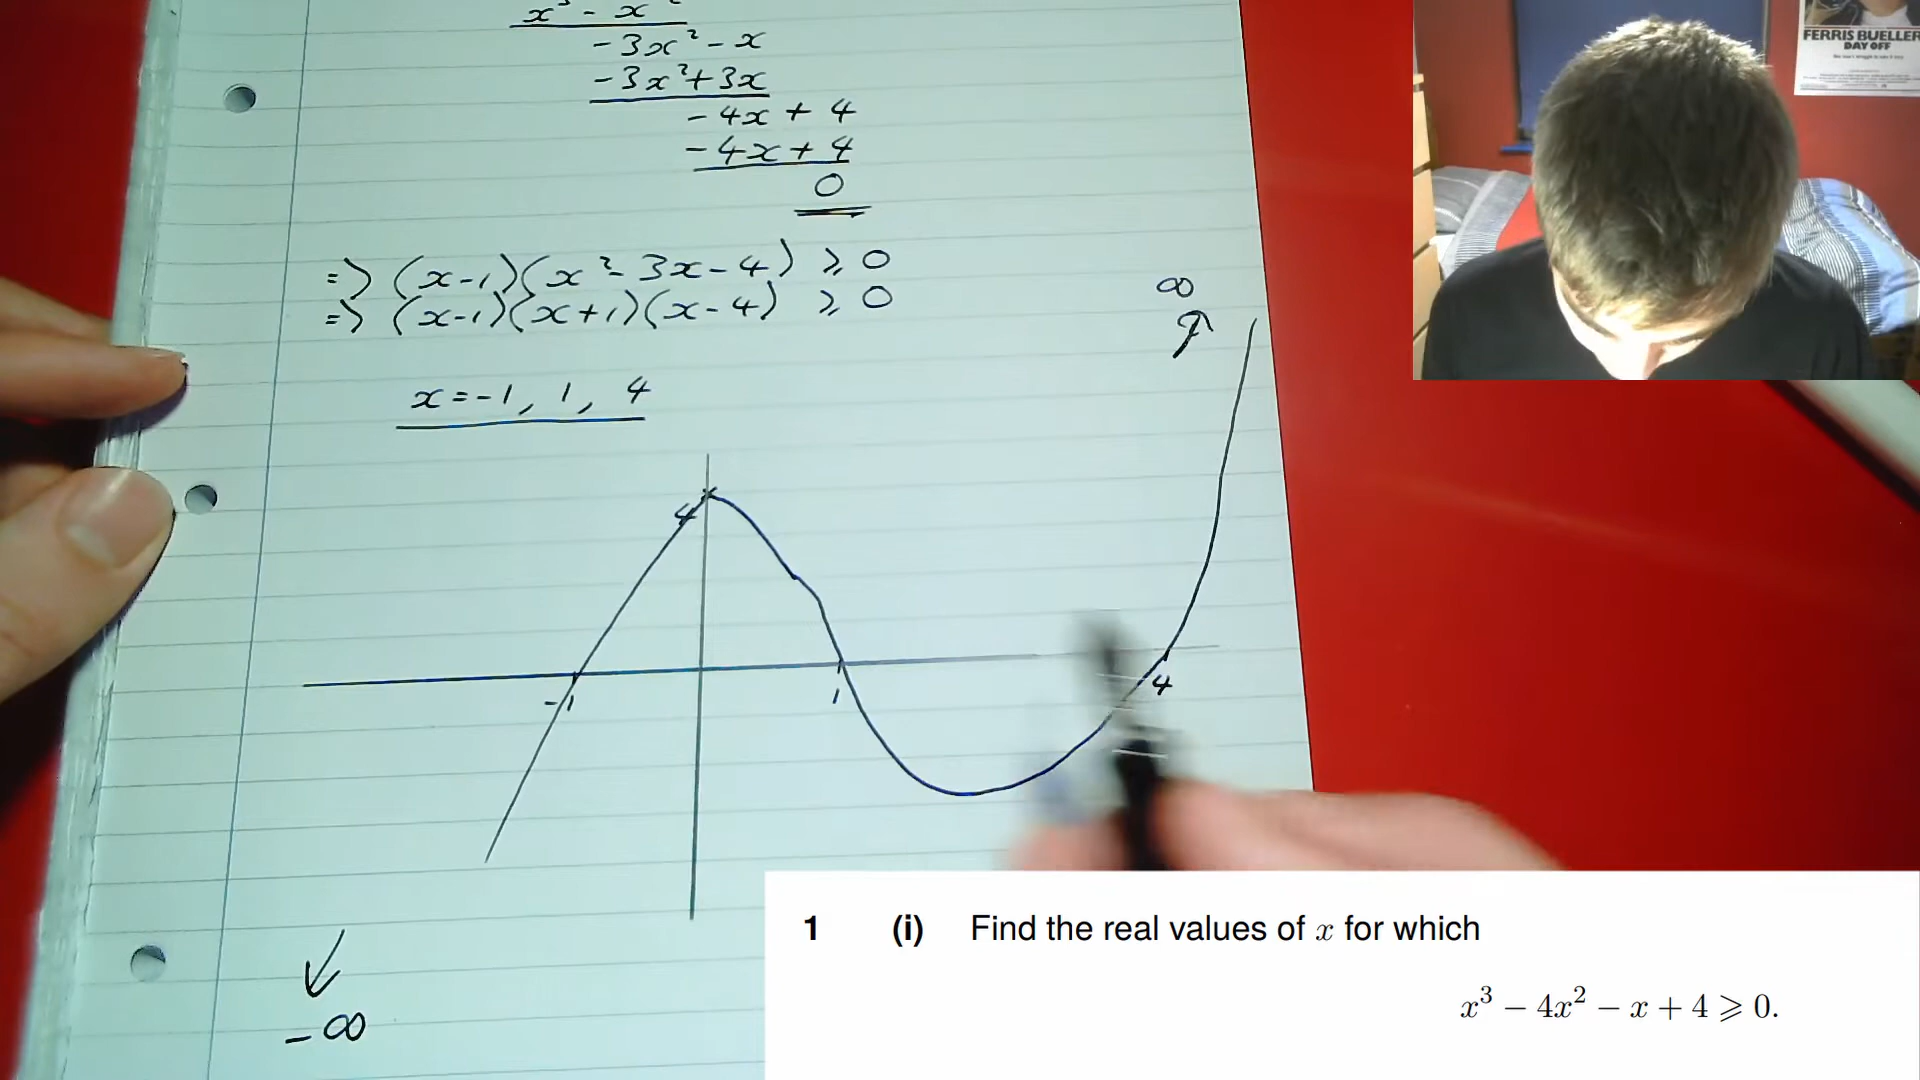 x³ - x²
-3x² - x
-3x² + 3x
-4x + 4
-4x + 4
0
=> (x-1)(x² - 3x - 4) ⩾ 0
=> (x-1)(x+1)(x-4) ⩾ 0
x = -1, 1, 4
∞
4
-1
1
4
-∞
FERRIS BUELLER
DAY OFF
1 (i) Find the real values of x for which
x³ − 4x² − x + 4 ⩾ 0.